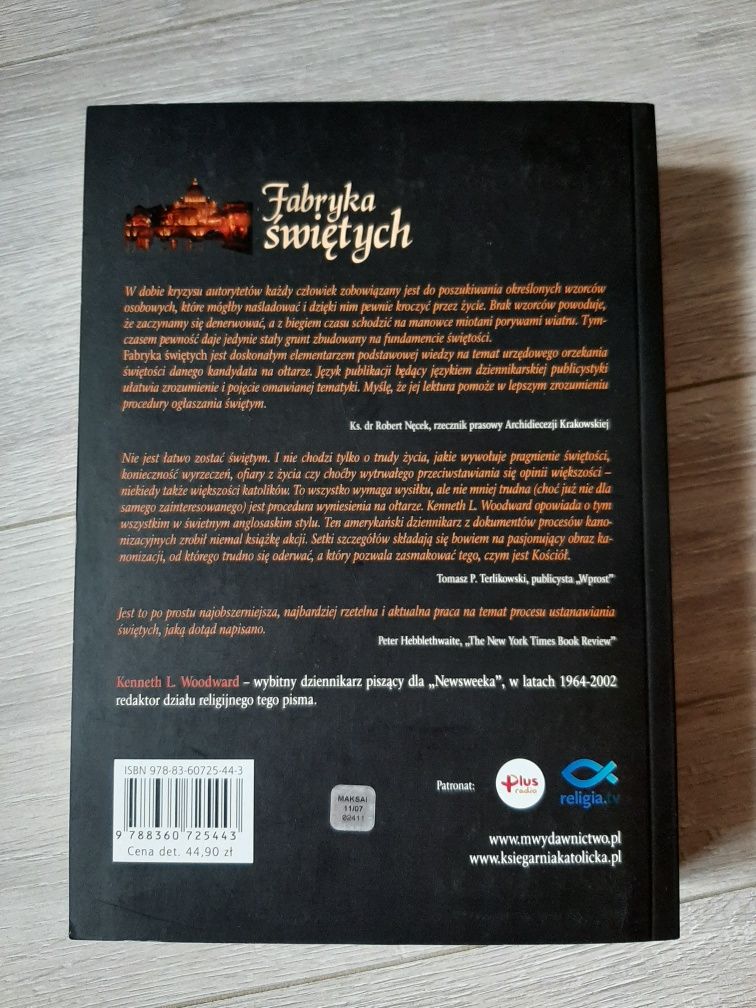 Fabryka
świętych
W dobie kryzysu autorytetów każdy człowiek zobowiązany jest do poszukiwania określonych wzorców
osobowych, które mógłby naśladować i dzięki nim pewnie kroczyć przez życie. Brak wzorców powoduje,
że zaczynamy się denerwować, a z biegiem czasu schodzić na manowce miotani porywami wiatru. Tym-
czasem pewność daje jedynie stały grunt zbudowany na fundamencie świętości.
Fabryka świętych jest doskonałym elementarzem podstawowej wiedzy na temat urzędowego orzekania
świętości danego kandydata na ołtarze. Język publikacji będący językiem dziennikarskiej publicystyki
ułatwia zrozumienie i pojęcie omawianej tematyki. Myślę, że jej lektura pomoże w lepszym zrozumieniu
procedury ogłaszania świętym.
Ks. dr Robert Nęcek, rzecznik prasowy Archidiecezji Krakowskiej
Nie jest łatwo zostać świętym. I nie chodzi tylko o trudy życia, jakie wywołuje pragnienie świętości,
konieczność wyrzeczeń, ofiary z życia czy choćby wytrwałego przeciwstawiania się opinii większości –
niekiedy także większości katolików. To wszystko wymaga wysiłku, ale nie mniej trudna (choć już nie dla
samego zainteresowanego) jest procedura wyniesienia na ołtarze. Kenneth L. Woodward opowiada o tym
wszystkim w świetnym anglosaskim stylu. Ten amerykański dziennikarz z dokumentów procesów kano-
nizacyjnych zrobił niemal książkę akcji. Setki szczegółów składają się bowiem na pasjonujący obraz ka-
nonizacji, od którego trudno się oderwać, a który pozwala zasmakować tego, czym jest Kościół.
Tomasz P. Terlikowski, publicysta „Wprost”
Jest to po prostu najobszerniejsza, najbardziej rzetelna i aktualna praca na temat procesu ustanawiania
świętych, jaką dotąd napisano.
Peter Hebblethwaite, „The New York Times Book Review”
Kenneth L. Woodward – wybitny dziennikarz piszący dla „Newsweeka”, w latach 1964-2002
redaktor działu religijnego tego pisma.
ISBN 978-83-60725-44-3
9 788360 725443
Cena det. 44,90 zł
MAKSAI
11/07
02411
Patronat:
Plus
radio
religia.tv
www.mwydawnictwo.pl
www.ksiegarniakatolicka.pl